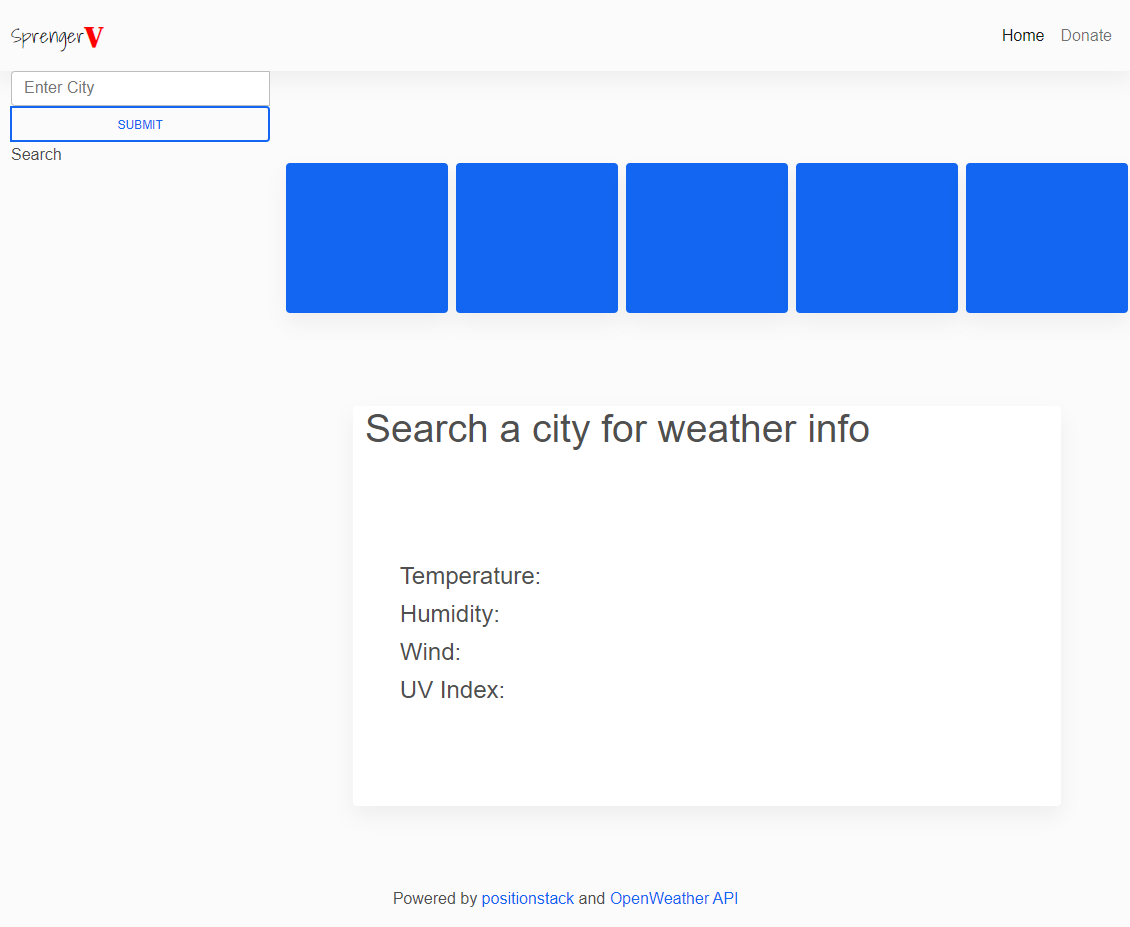 SprengerV
Home
Donate
Enter City
SUBMIT
Search
Search a city for weather info
Temperature:
Humidity:
Wind:
UV Index:
Powered by positionstack and OpenWeather API